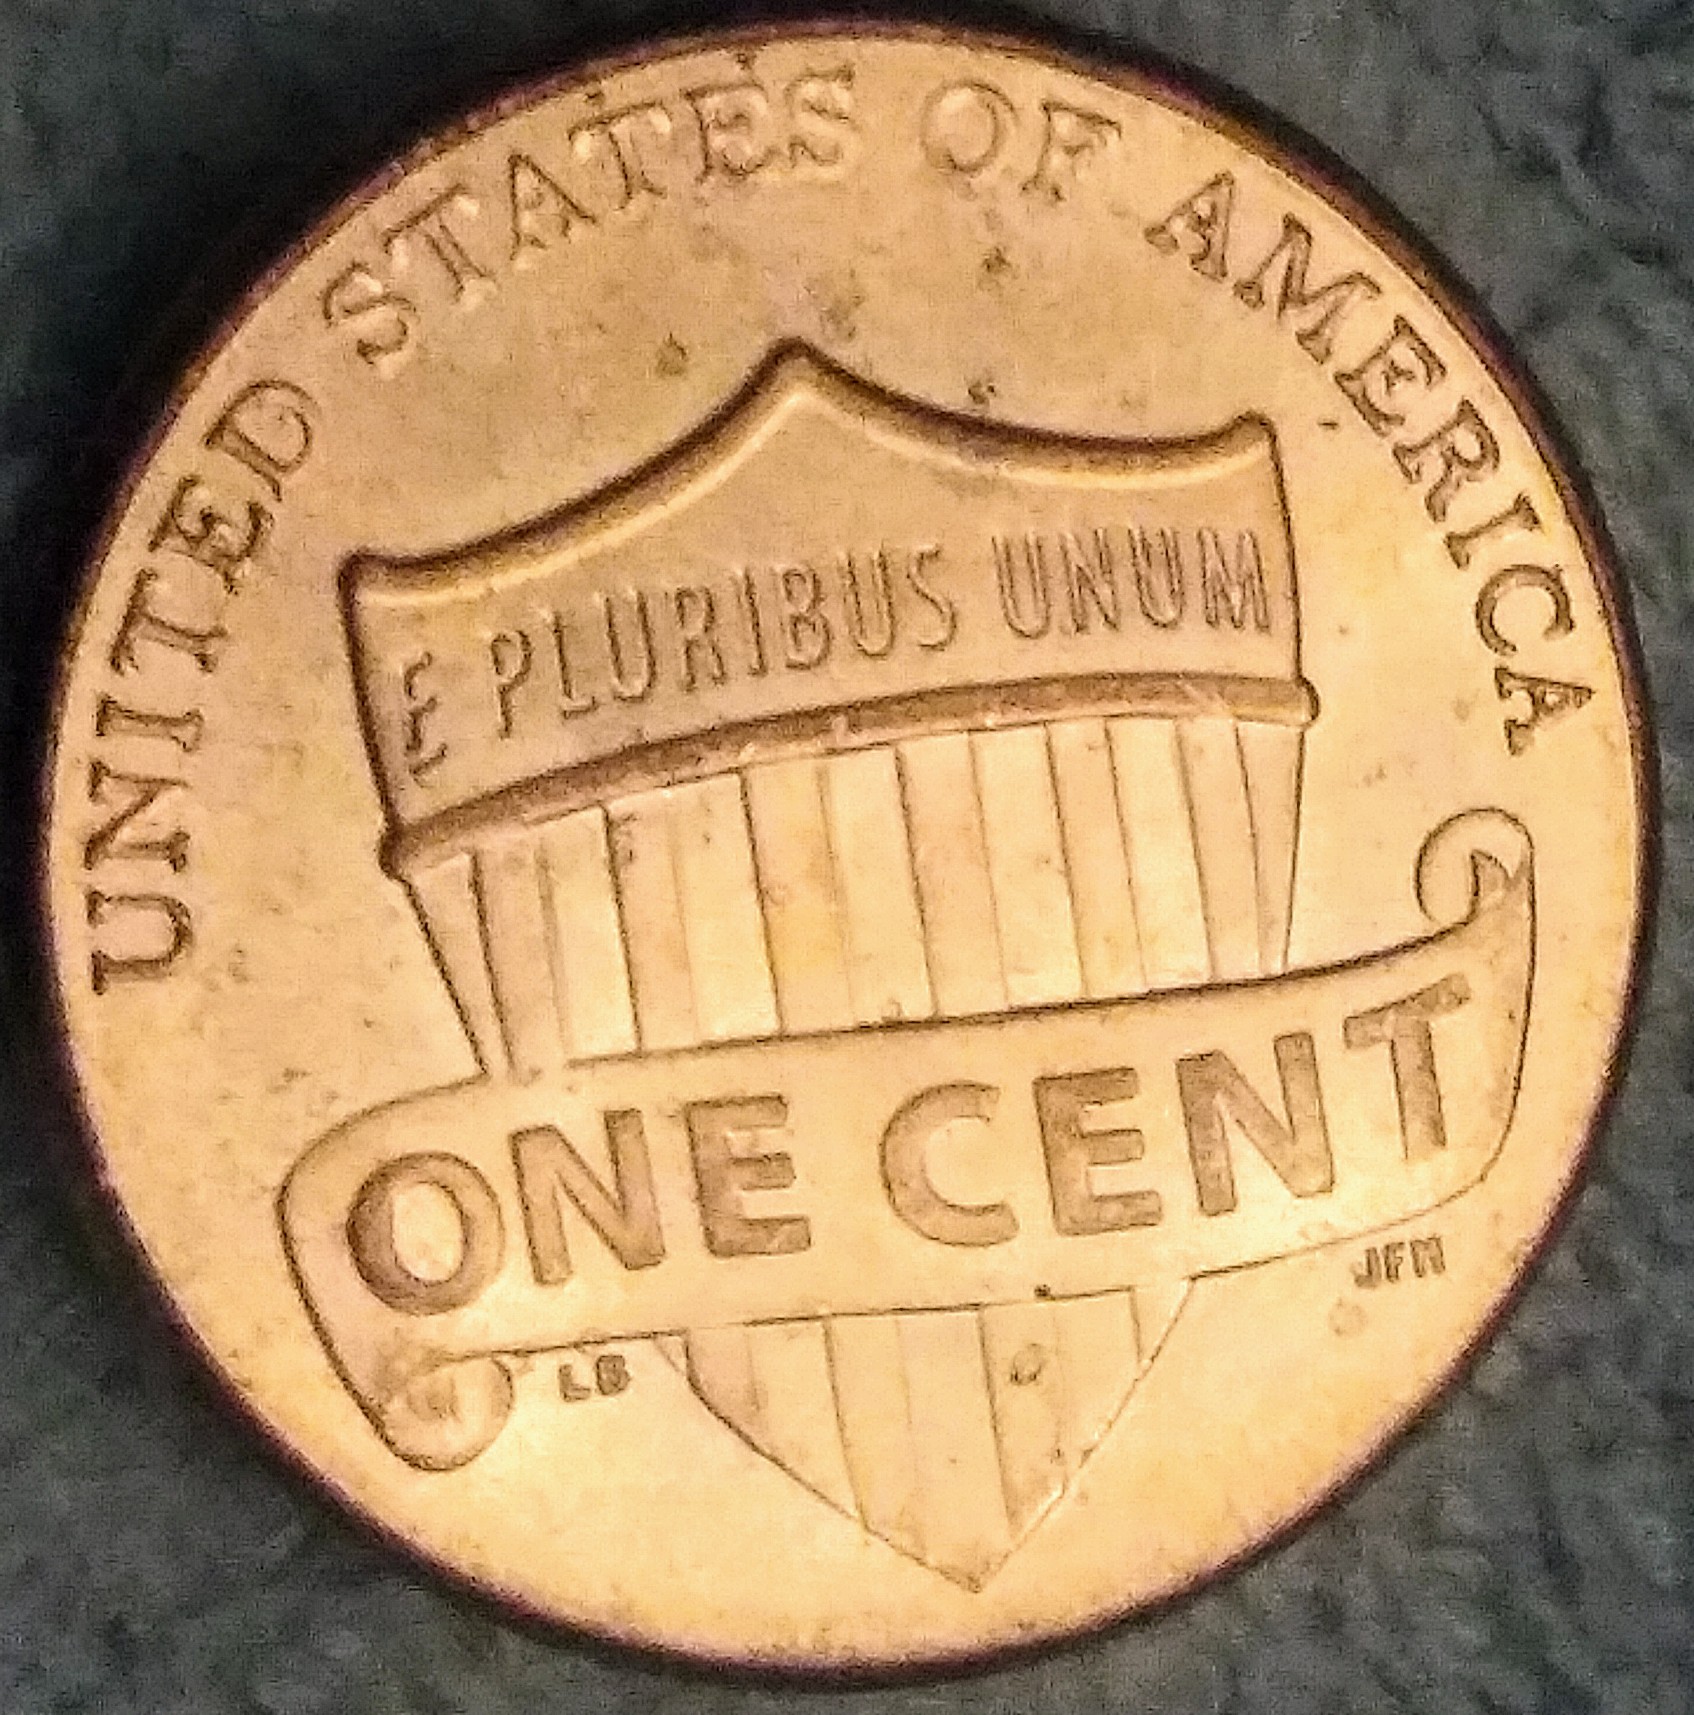 UNITED STATES OF AMERICA
E PLURIBUS UNUM
ONE CENT
LB
JFM